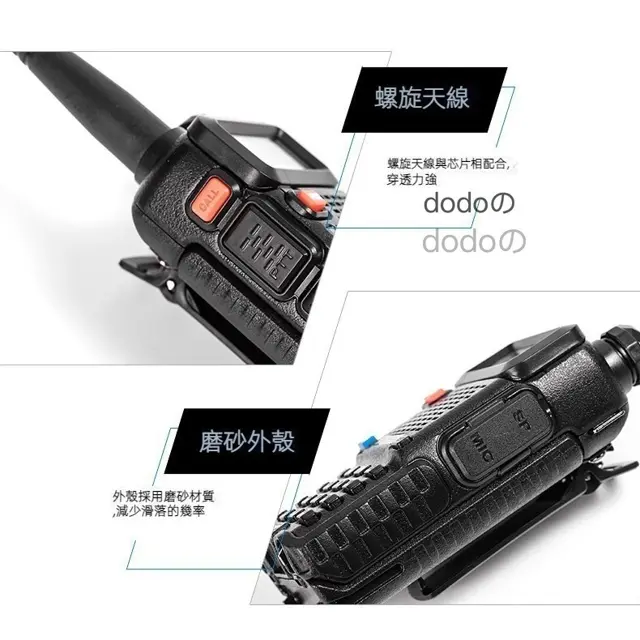 螺旋天線
螺旋天線與芯片相配合,
穿透力強
dodoの
dodoの
CALL
PTT
SP
MIC
磨砂外殼
外殼採用磨砂材質
,減少滑落的幾率